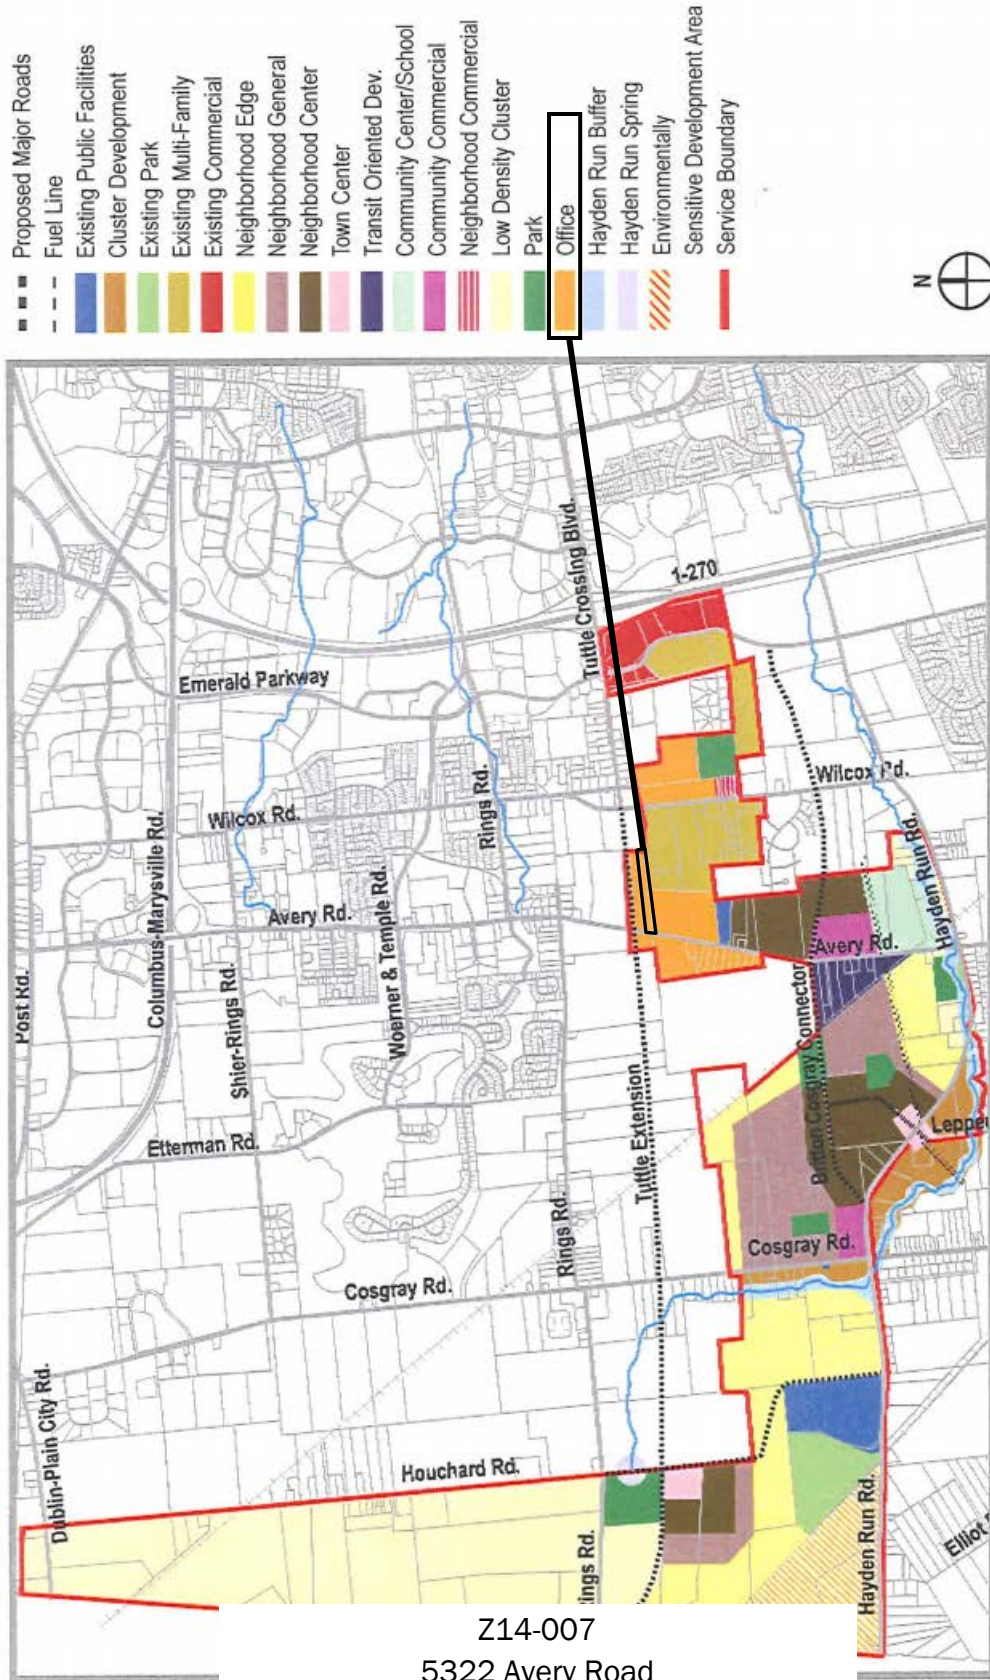 Proposed Major Roads
Fuel Line
Existing Public Facilities
Cluster Development
Existing Park
Existing Multi-Family
Existing Commercial
Neighborhood Edge
Neighborhood General
Neighborhood Center
Town Center
Transit Oriented Dev.
Community Center/School
Community Commercial
Neighborhood Commercial
Low Density Cluster
Park
Office
Hayden Run Buffer
Hayden Run Spring
Environmentally
Sensitive Development Area
Service Boundary
N
Post Rd.
Columbus-Marysville Rd.
Emerald Parkway
Wilcox Rd.
Avery Rd.
Shier-Rings Rd.
Woerner & Temple Rd.
Rings Rd.
Tuttle Crossing Blvd.
1-270
Wilcox Rd.
Hayden Run Rd.
Avery Rd.
Britton Cosgray Connector
Tuttle Extension
Etterman Rd.
Rings Rd.
Cosgray Rd.
Cosgray Rd.
Dublin-Plain City Rd.
Houchard Rd.
Rings Rd.
Hayden Run Rd.
Z14-007
5322 Avery Road